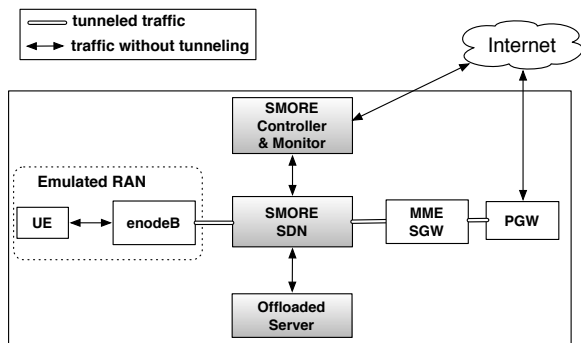 tunneled traffic
traffic without tunneling
Internet
SMORE
Controller
& Monitor
Emulated RAN
UE
enodeB
SMORE
SDN
MME
SGW
PGW
Offloaded
Server